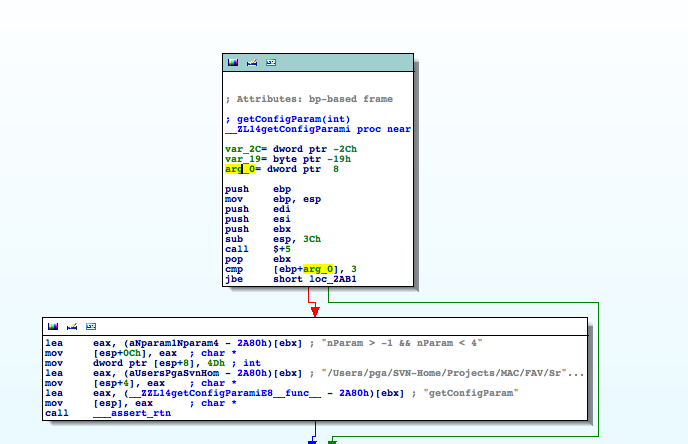 ; Attributes: bp-based frame
; getConfigParam(int)
__ZL14getConfigParami proc near
var_2C= dword ptr -2Ch
var_19= byte ptr -19h
arg_0= dword ptr  8
push    ebp
mov     ebp, esp
push    edi
push    esi
push    ebx
sub     esp, 3Ch
call    $+5
pop     ebx
cmp     [ebp+arg_0], 3
jbe     short loc_2AB1
lea     eax, (aNparam1Nparam4 - 2A80h)[ebx] ; "nParam > -1 && nParam < 4"
mov     [esp+0Ch], eax  ; char *
mov     dword ptr [esp+8], 4Dh ; int
lea     eax, (aUsersPgaSvnHom - 2A80h)[ebx] ; "/Users/pga/SVN-Home/Projects/MAC/FAV/Sr"...
mov     [esp+4], eax    ; char *
lea     eax, (__ZZL14getConfigParamiE8__func__ - 2A80h)[ebx] ; "getConfigParam"
mov     [esp], eax      ; char *
call    ___assert_rtn